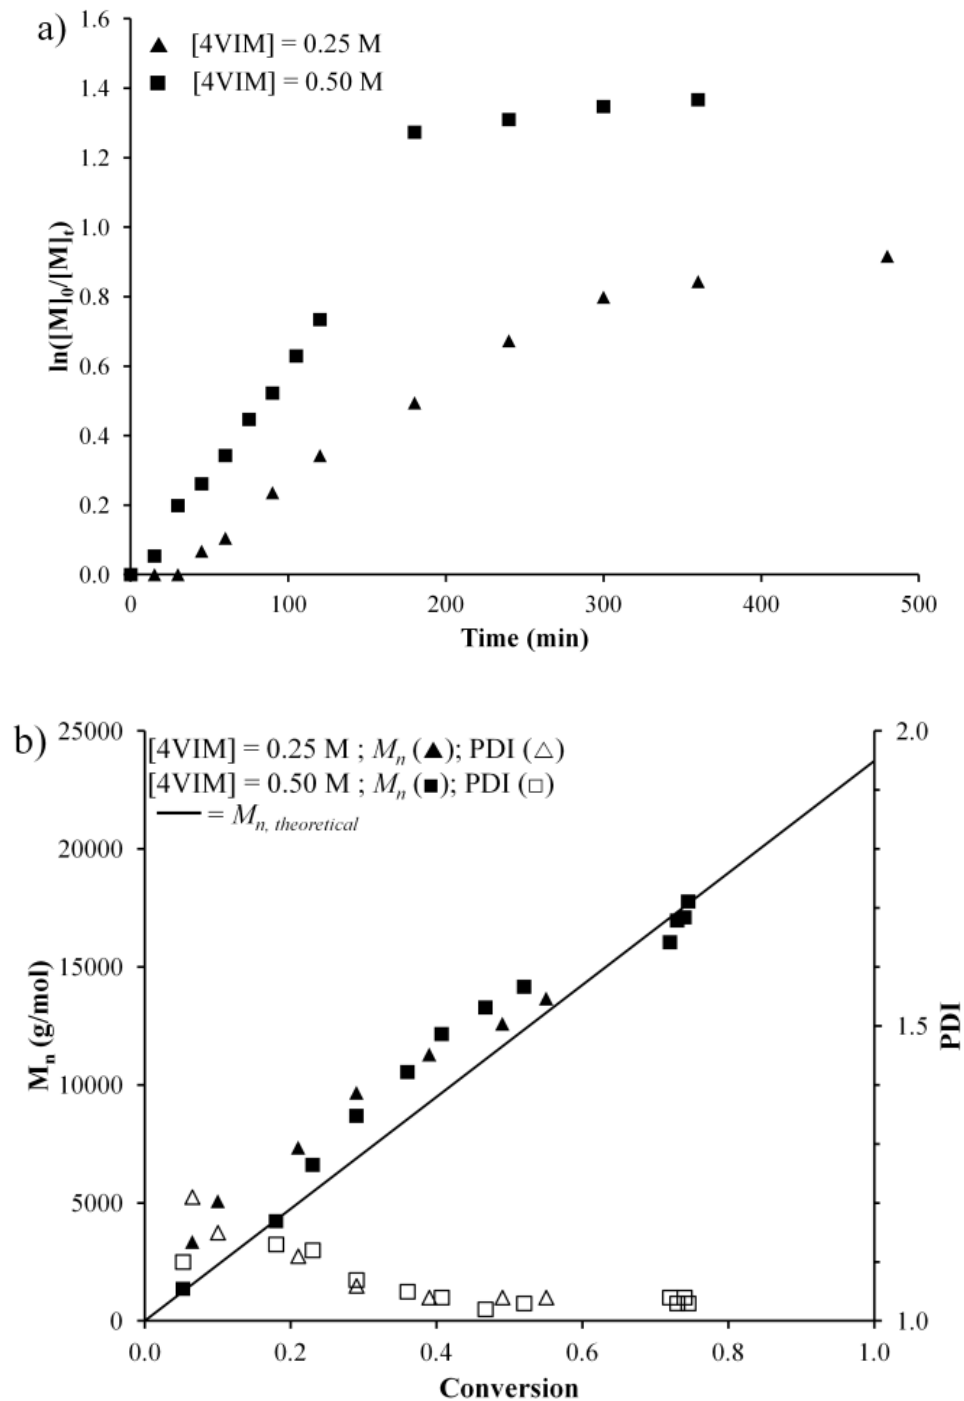 a)
▲ [4VIM] = 0.25 M
■ [4VIM] = 0.50 M
1.6
1.4
1.2
1.0
0.8
0.6
0.4
0.2
0.0
ln([M]0/[M]t)
0 100 200 300 400 500
Time (min)
b)
[4VIM] = 0.25 M ; Mn (▲); PDI (△)
[4VIM] = 0.50 M ; Mn (■); PDI (□)
= Mn, theoretical
25000
20000
15000
10000
5000
0
Mn (g/mol)
2.0
1.5
1.0
PDI
0.0 0.2 0.4 0.6 0.8 1.0
Conversion